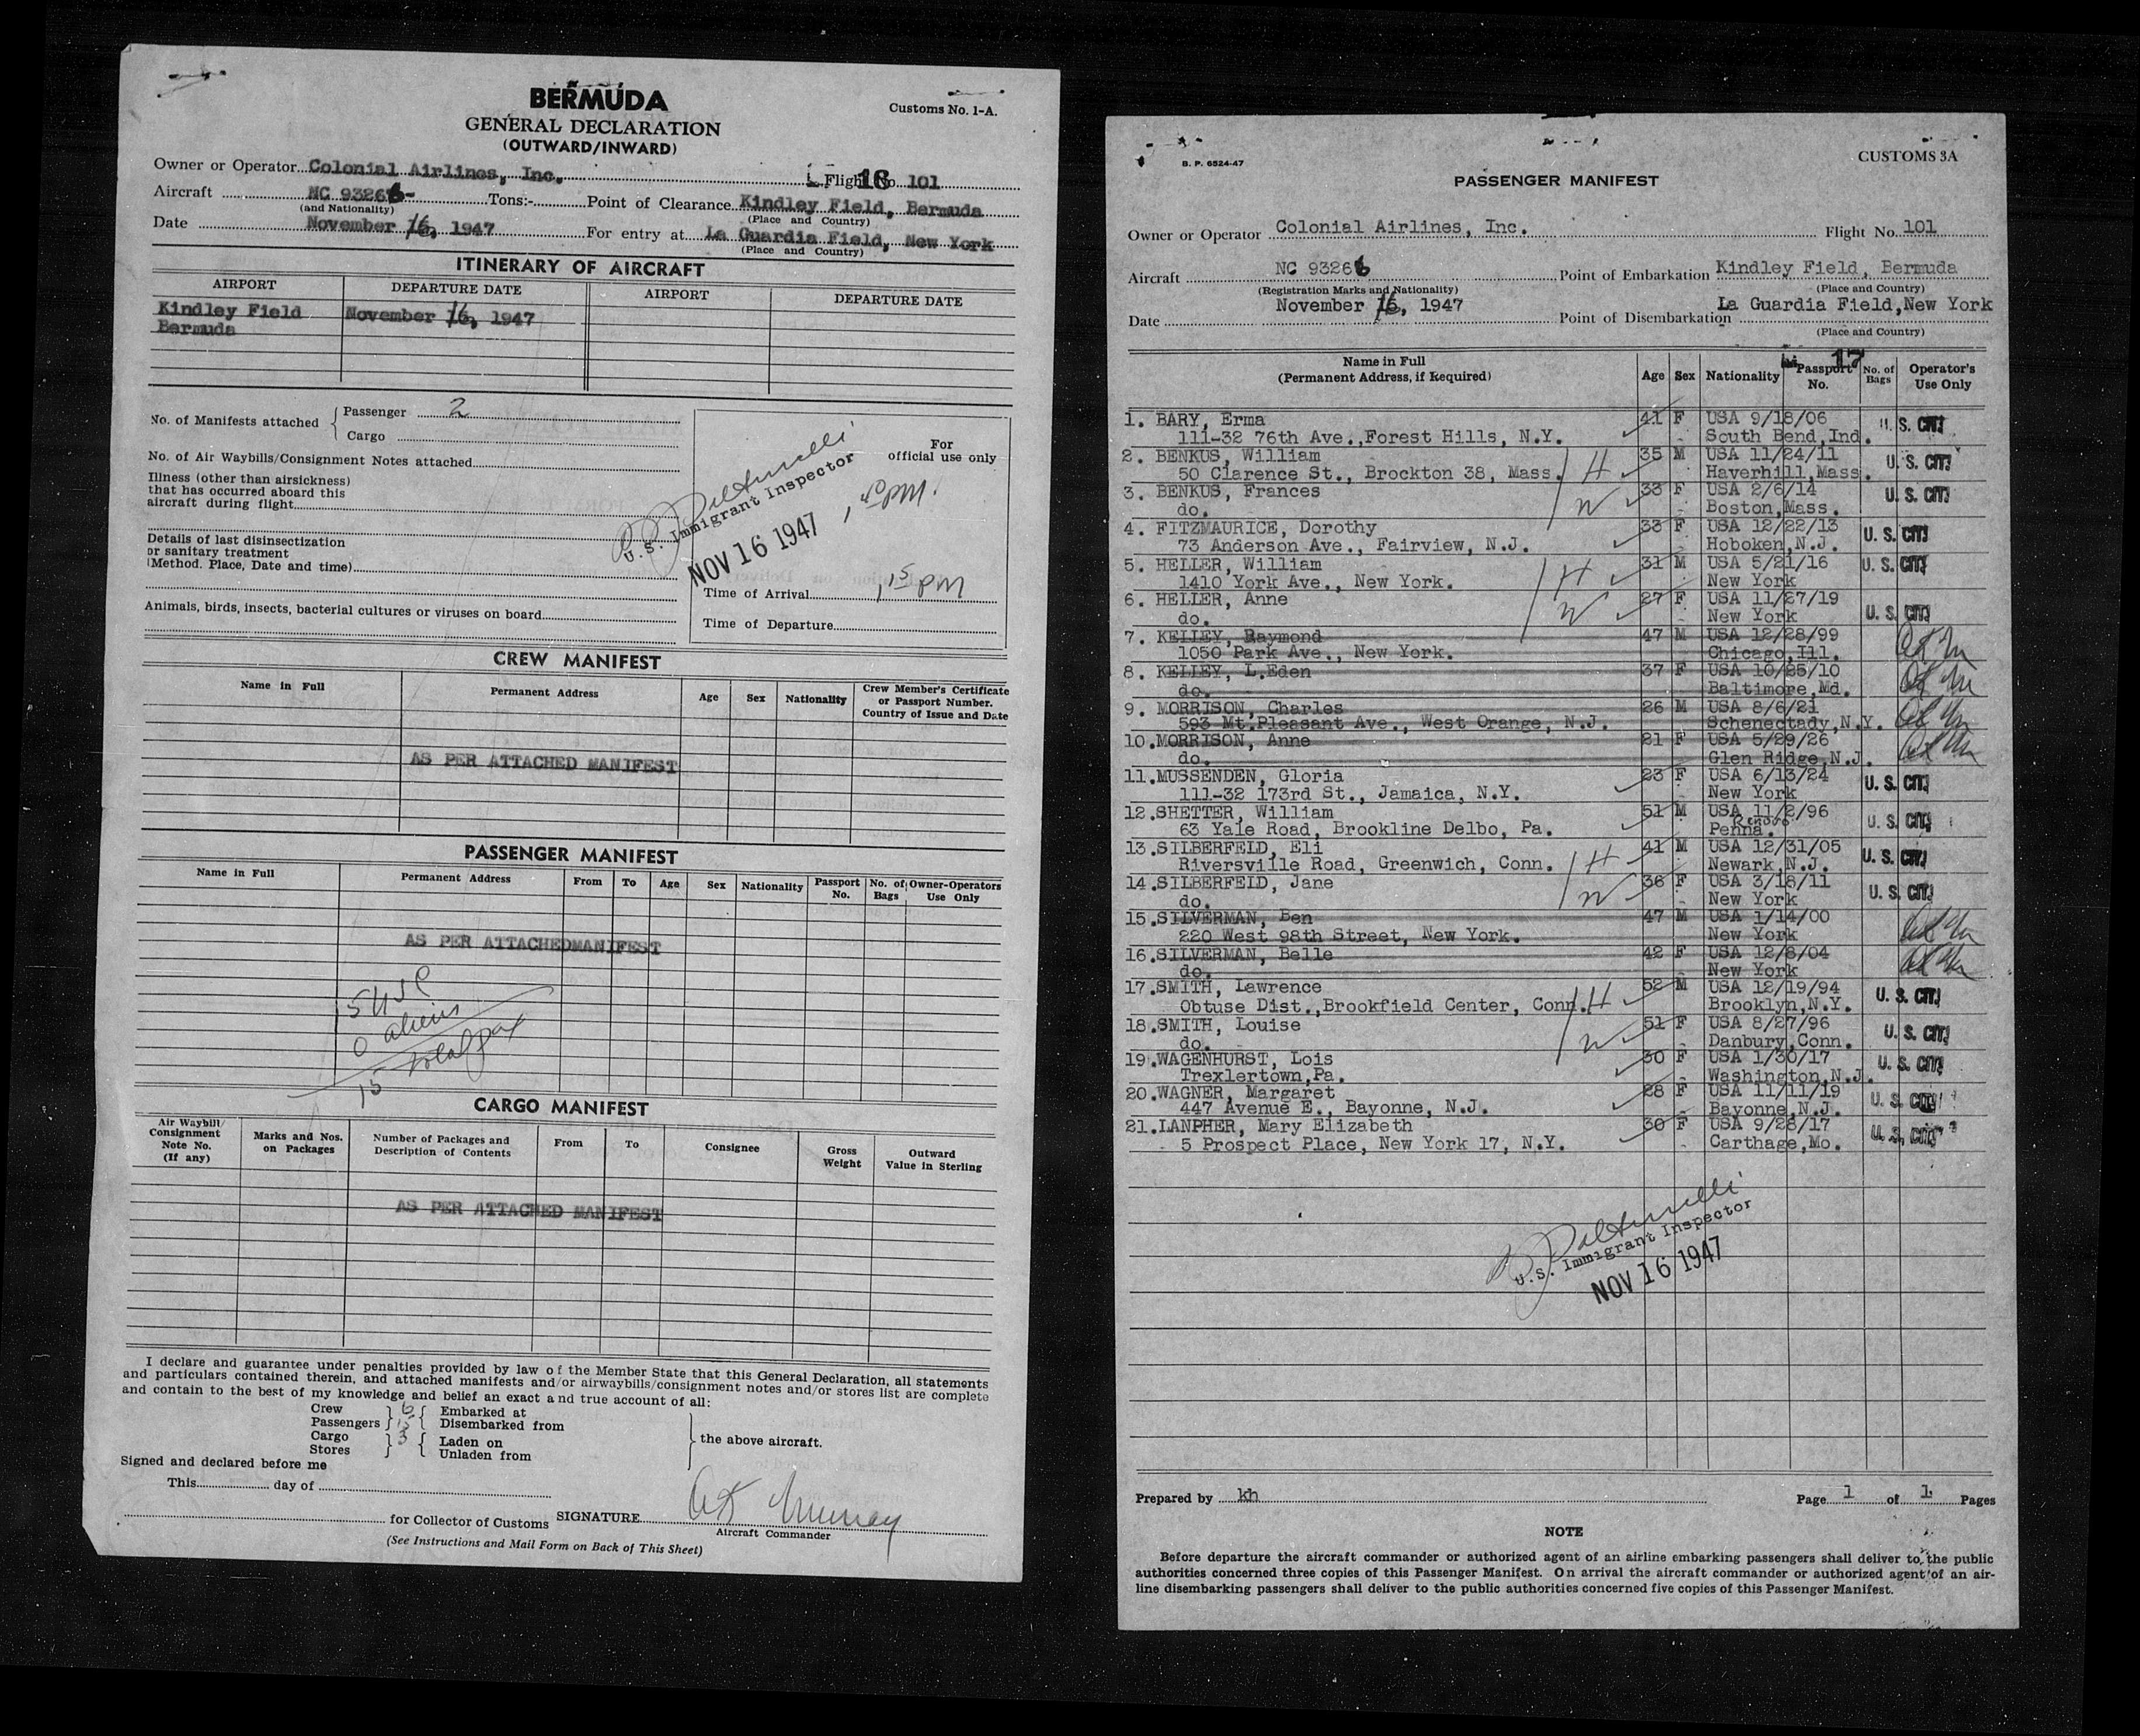 BERMUDA
Customs No. 1-A.
GENERAL DECLARATION
(OUTWARD/INWARD)
Owner or Operator Colonial Airlines, Inc. Flight No. 101
16
Aircraft NC 93266 Tons:- Point of Clearance Kindley Field, Bermuda
(and Nationality) (Place and Country)
Date November 16, 1947 For entry at La Guardia Field, New York
(Place and Country)
ITINERARY OF AIRCRAFT
AIRPORT DEPARTURE DATE AIRPORT DEPARTURE DATE
Kindley Field November 16, 1947
Bermuda
No. of Manifests attached { Passenger 2
Cargo
For
official use only
No. of Air Waybills/Consignment Notes attached
Illness (other than airsickness)
that has occurred aboard this
aircraft during flight
Details of last disinsectization
or sanitary treatment
(Method. Place, Date and time)
Animals, birds, insects, bacterial cultures or viruses on board
U.S. Immigrant Inspector
NOV 16 1947
Time of Arrival 1 15 PM
Time of Departure
CREW MANIFEST
Name in Full Permanent Address Age Sex Nationality Crew Member's Certificate
or Passport Number.
Country of Issue and Date
AS PER ATTACHED MANIFEST
PASSENGER MANIFEST
Name in Full Permanent Address From To Age Sex Nationality Passport No. No. of Bags Owner-Operators Use Only
AS PER ATTACHEDMANIFEST
0 aliens
15 total pax
CARGO MANIFEST
Air Waybill/
Consignment
Note No.
(If any)
Marks and Nos.
on Packages
Number of Packages and
Description of Contents
From To Consignee
Gross
Weight
Outward
Value in Sterling
AS PER ATTACHED MANIFEST
I declare and guarantee under penalties provided by law of the Member State that this General Declaration, all statements
and particulars contained therein, and attached manifests and/or airwaybills/consignment notes and/or stores list are complete
and contain to the best of my knowledge and belief an exact and true account of all:
Crew 6 Embarked at
Passengers 15 Disembarked from
Cargo 3 Laden on
Stores Unladen from
the above aircraft.
Signed and declared before me
This day of
for Collector of Customs SIGNATURE
Aircraft Commander
(See Instructions and Mail Form on Back of This Sheet)
B. P. 6524-47
CUSTOMS 3A
PASSENGER MANIFEST
Owner or Operator Colonial Airlines, Inc. Flight No. 101
Aircraft NC 93266 Point of Embarkation Kindley Field, Bermuda
(Registration Marks and Nationality) (Place and Country)
Date November 16, 1947 Point of Disembarkation La Guardia Field, New York
(Place and Country)
17
Name in Full
(Permanent Address, if Required)
Age Sex Nationality Passport No. No. of Bags Operator's Use Only
1. BARY, Erma 41 F USA 9/18/06 U. S. CIT.
111-32 76th Ave., Forest Hills, N.Y. South Bend, Ind.
2. BENKUS, William H 35 M USA 11/24/11 U. S. CIT.
50 Clarence St., Brockton 38, Mass. Haverhill, Mass.
3. BENKUS, Frances W 33 F USA 2/6/14 U. S. CIT.
do. Boston, Mass.
4. FITZMAURICE, Dorothy 33 F USA 12/22/13 U. S. CIT.
73 Anderson Ave., Fairview, N.J. Hoboken, N.J.
5. HELLER, William H 31 M USA 5/21/16 U. S. CIT.
1410 York Ave., New York. New York
6. HELLER, Anne W 27 F USA 11/27/19 U. S. CIT.
do. New York
7. KELLEY, Raymond 47 M USA 12/28/99
1050 Park Ave., New York. Chicago, Ill.
8. KELLEY, L.Eden 37 F USA 10/25/10
do. Baltimore, Md.
9. MORRISON, Charles 26 M USA 8/6/21
593 Mt.Pleasant Ave., West Orange, N.J. Schenectady, N.Y.
10. MORRISON, Anne 21 F USA 5/29/26
do. Glen Ridge, N.J.
11. MUSSENDEN, Gloria 23 F USA 6/13/24 U. S. CIT.
111-32 173rd St., Jamaica, N.Y. New York
12. SHETTER, William 51 M USA 11/2/96 U. S. CIT.
63 Yale Road, Brookline Delbo, Pa. Renovo Penna.
13. SILBERFELD, Eli H 41 M USA 12/31/05 U. S. CIT.
Riversville Road, Greenwich, Conn. Newark, N.J.
14. SILBERFELD, Jane W 36 F USA 3/16/11 U. S. CIT.
do. New York
15. SILVERMAN, Ben 47 M USA 1/14/00
220 West 98th Street, New York. New York
16. SILVERMAN, Belle 42 F USA 12/8/04
do. New York
17. SMITH, Lawrence H 52 M USA 12/19/94 U. S. CIT.
Obtuse Dist., Brookfield Center, Conn. Brooklyn, N.Y.
18. SMITH, Louise W 51 F USA 8/27/96 U. S. CIT.
do. Danbury, Conn.
19. WAGENHURST, Lois 30 F USA 1/30/17 U. S. CIT.
Trexlertown, Pa. Washington, N.J.
20. WAGNER, Margaret 28 F USA 11/11/19 U. S. CIT.
447 Avenue E., Bayonne, N.J. Bayonne, N.J.
21. LANPHER, Mary Elizabeth 30 F USA 9/28/17 U. S. CIT.
5 Prospect Place, New York 17, N.Y. Carthage, Mo.
U.S. Immigrant Inspector
NOV 16 1947
Prepared by kh Page 1 of 1 Pages
NOTE
Before departure the aircraft commander or authorized agent of an airline embarking passengers shall deliver to the public
authorities concerned three copies of this Passenger Manifest. On arrival the aircraft commander or authorized agent of an air-
line disembarking passengers shall deliver to the public authorities concerned five copies of this Passenger Manifest.